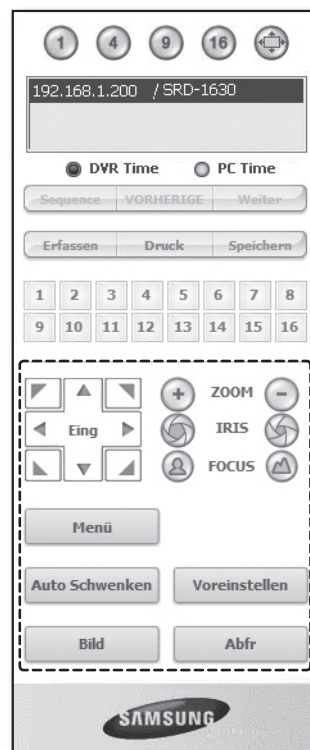 1 4 9 16
192.168.1.200 / SRD-1630
DVR Time PC Time
Sequence VORHERIGE Weiter
Erfassen Druck Speichern
1 2 3 4 5 6 7 8
9 10 11 12 13 14 15 16
+ ZOOM -
Eing IRIS
FOCUS
Menü
Auto Schwenken Voreinstellen
Bild Abfr
SAMSUNG